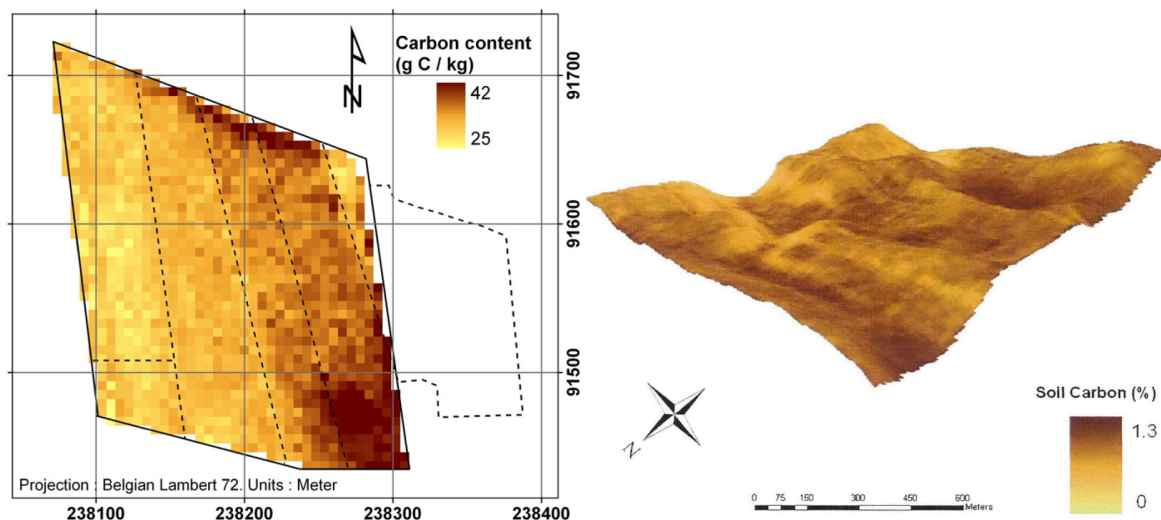 Carbon content
(g C / kg)
42
25
N
91700
91600
91500
Projection : Belgian Lambert 72. Units : Meter
238100 238200 238300 238400
N
Soil Carbon (%)
1.3
0
0 75 150 300 450 600
Meters